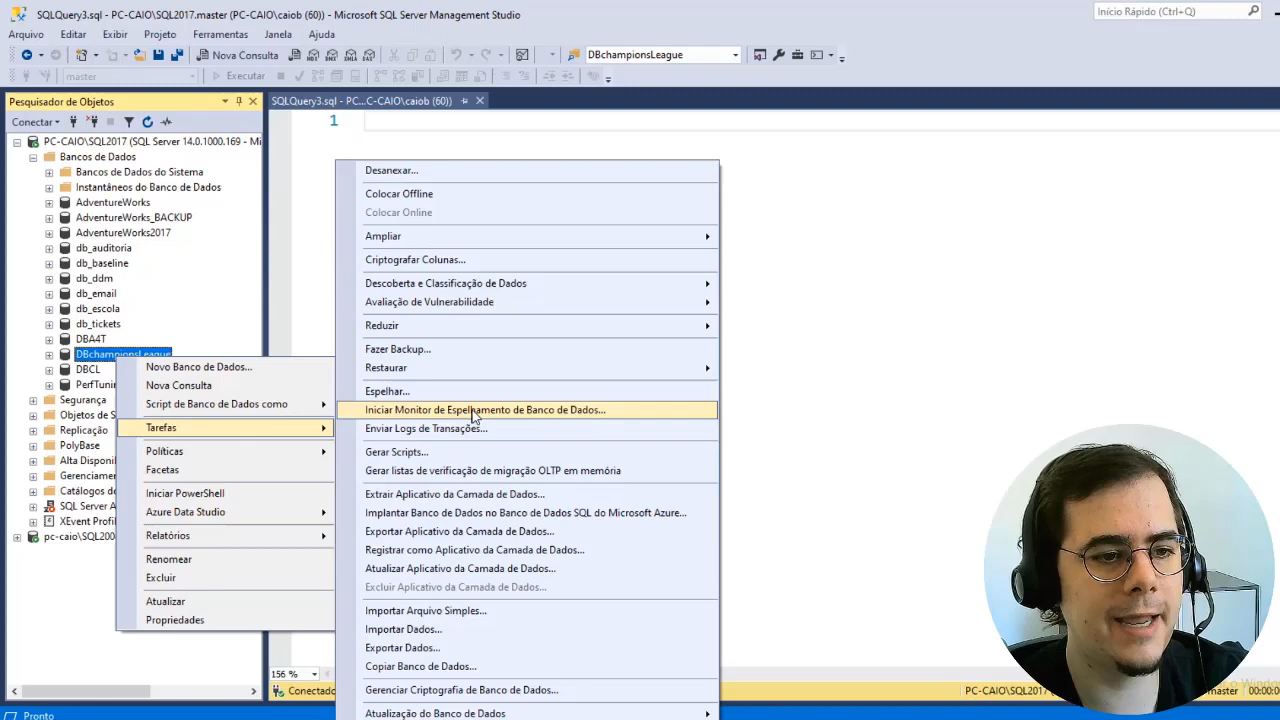 SQLQuery3.sql - PC-CAIO\SQL2017.master (PC-CAIO\caiob (60)) - Microsoft SQL Server Management Studio
Início Rápido (Ctrl+Q)
Arquivo Editar Exibir Projeto Ferramentas Janela Ajuda
Nova Consulta
DBchampionsLeague
master
Executar
Pesquisador de Objetos
SQLQuery3.sql - PC...C-CAIO\caiob (60))
Conectar
1
PC-CAIO\SQL2017 (SQL Server 14.0.1000.169 - Mi
Bancos de Dados
Bancos de Dados do Sistema
Instantâneos do Banco de Dados
AdventureWorks
AdventureWorks_BACKUP
AdventureWorks2017
db_auditoria
db_baseline
db_ddm
db_email
db_escola
db_tickets
DBA4T
DBchampionsLeague
DBCL
PerfTunin
Segurança
Objetos de S
Replicação
PolyBase
Alta Disponi
Gerenciame
Catálogos d
SQL Server A
XEvent Profil
pc-caio\SQL200
Novo Banco de Dados...
Nova Consulta
Script de Banco de Dados como
Tarefas
Políticas
Facetas
Iniciar PowerShell
Azure Data Studio
Relatórios
Renomear
Excluir
Atualizar
Propriedades
Desanexar...
Colocar Offline
Colocar Online
Ampliar
Criptografar Colunas...
Descoberta e Classificação de Dados
Avaliação de Vulnerabilidade
Reduzir
Fazer Backup...
Restaurar
Espelhar...
Iniciar Monitor de Espelhamento de Banco de Dados...
Enviar Logs de Transações...
Gerar Scripts...
Gerar listas de verificação de migração OLTP em memória
Extrair Aplicativo da Camada de Dados...
Implantar Banco de Dados no Banco de Dados SQL do Microsoft Azure...
Exportar Aplicativo da Camada de Dados...
Registrar como Aplicativo da Camada de Dados...
Atualizar Aplicativo da Camada de Dados...
Excluir Aplicativo da Camada de Dados...
Importar Arquivo Simples...
Importar Dados...
Exportar Dados...
Copiar Banco de Dados...
Gerenciar Criptografia de Banco de Dados...
Atualização do Banco de Dados
156 %
Conectado
PC-CAIO\SQL2017
master
00:00:0
Pronto